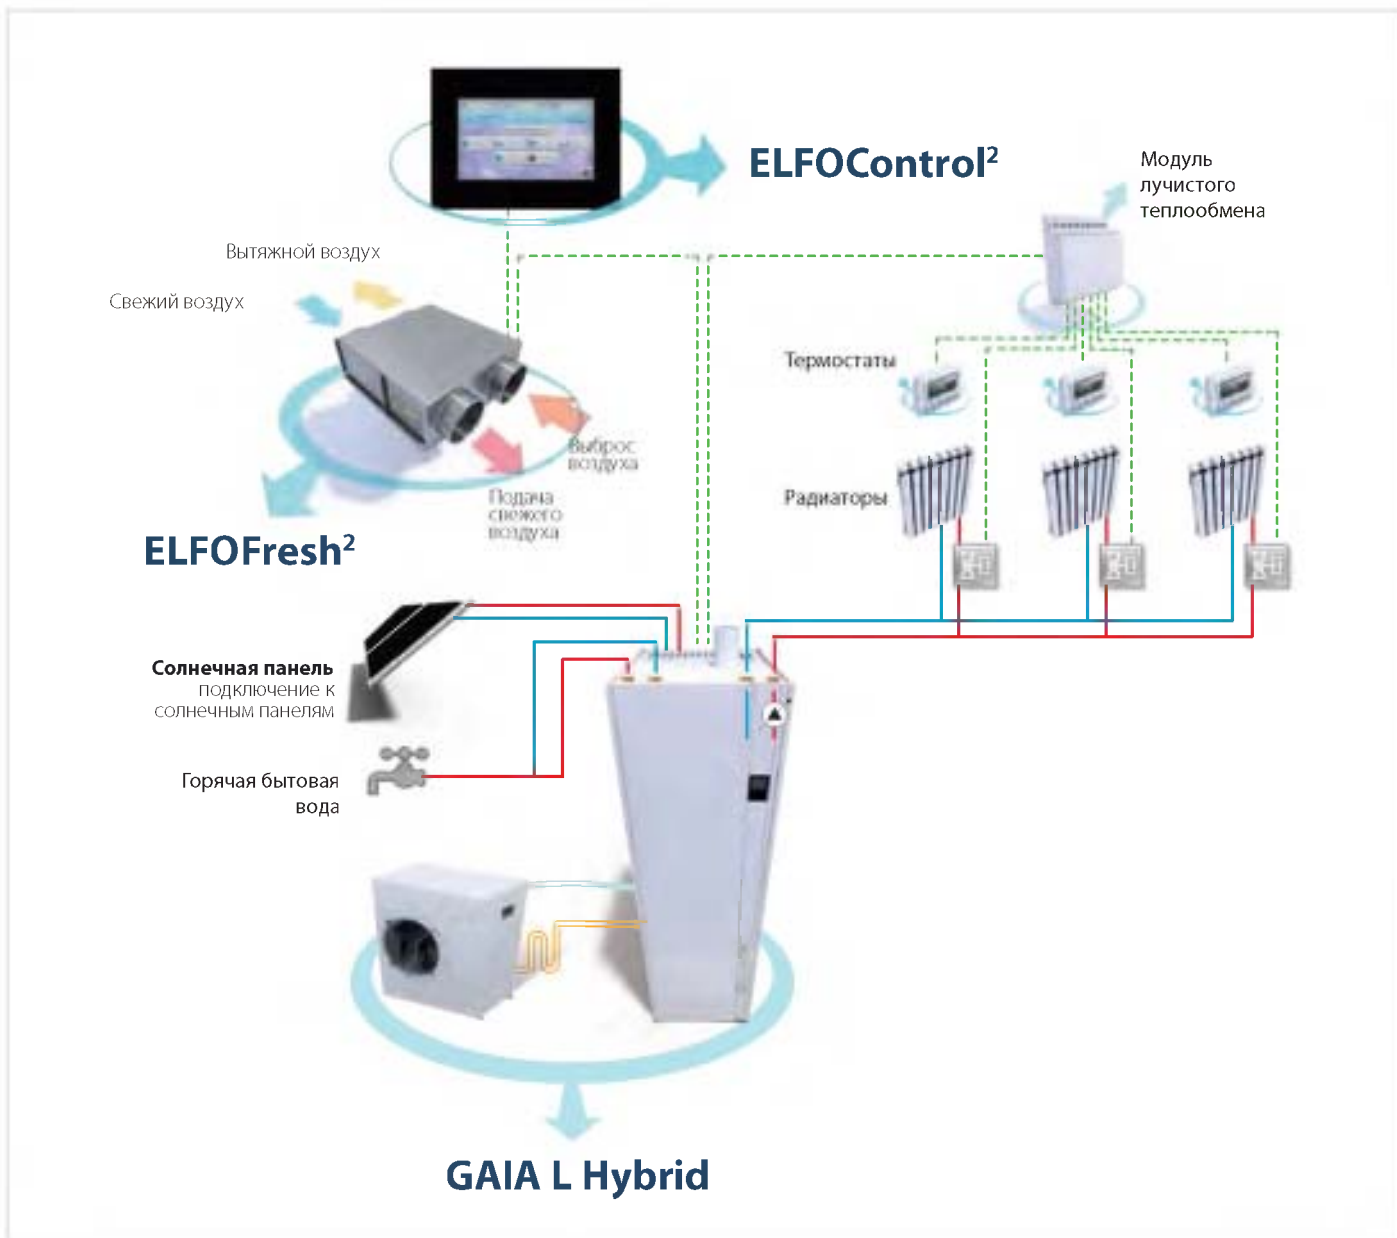 ELFOControl²
Модуль
лучистого
теплообмена
Вытяжной воздух
Свежий воздух
Термостаты
Выброс
воздуха
Подача
свежего
воздуха
Радиаторы
ELFOFresh²
Солнечная панель
подключение к
солнечным панелям
Горячая бытовая
вода
GAIA L Hybrid